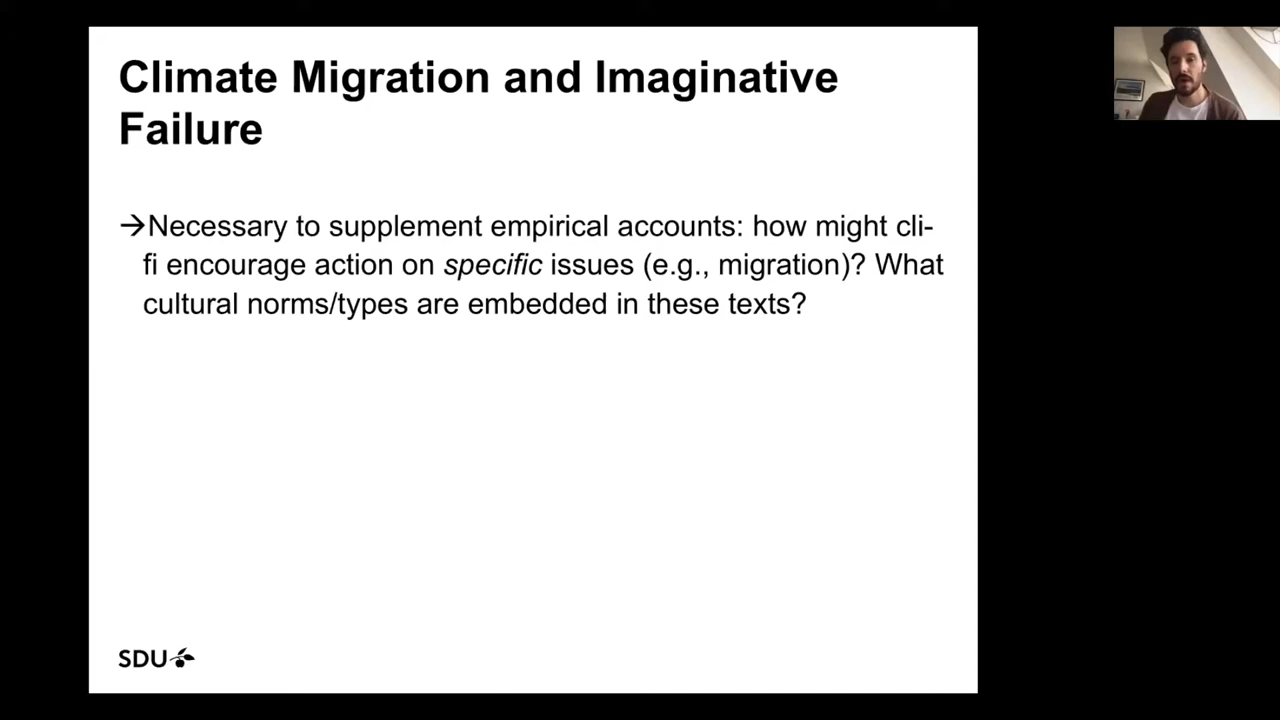 Climate Migration and Imaginative
Failure
→Necessary to supplement empirical accounts: how might cli-
fi encourage action on specific issues (e.g., migration)? What
cultural norms/types are embedded in these texts?
SDU